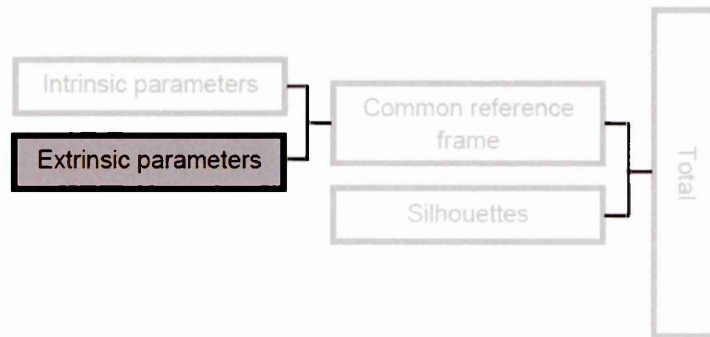 Intrinsic parameters
Extrinsic parameters
Common reference
frame
Silhouettes
Total